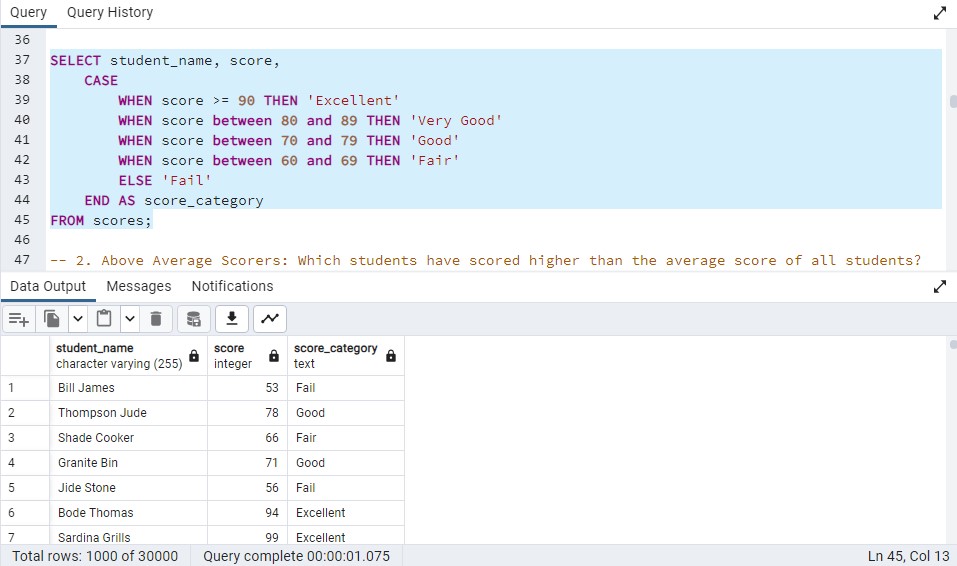 Query Query History
36
37 SELECT student_name, score,
38 CASE
39 WHEN score >= 90 THEN 'Excellent'
40 WHEN score between 80 and 89 THEN 'Very Good'
41 WHEN score between 70 and 79 THEN 'Good'
42 WHEN score between 60 and 69 THEN 'Fair'
43 ELSE 'Fail'
44 END AS score_category
45 FROM scores;
46
47 -- 2. Above Average Scorers: Which students have scored higher than the average score of all students?
Data Output Messages Notifications
student_name score score_category
character varying (255) integer text
1 Bill James 53 Fail
2 Thompson Jude 78 Good
3 Shade Cooker 66 Fair
4 Granite Bin 71 Good
5 Jide Stone 56 Fail
6 Bode Thomas 94 Excellent
7 Sardina Grills 99 Excellent
Total rows: 1000 of 30000 Query complete 00:00:01.075 Ln 45, Col 13